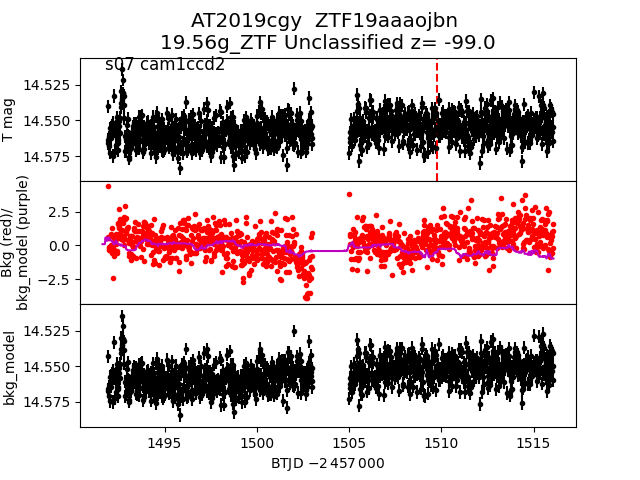 AT2019cgy  ZTF19aaaojbn
19.56g_ZTF Unclassified z= -99.0
s07 cam1ccd2
T mag
14.525
14.550
14.575
Bkg (red)/
bkg_model (purple)
2.5
0.0
−2.5
bkg_model
14.525
14.550
14.575
1495
1500
1505
1510
1515
BTJD −2 457 000